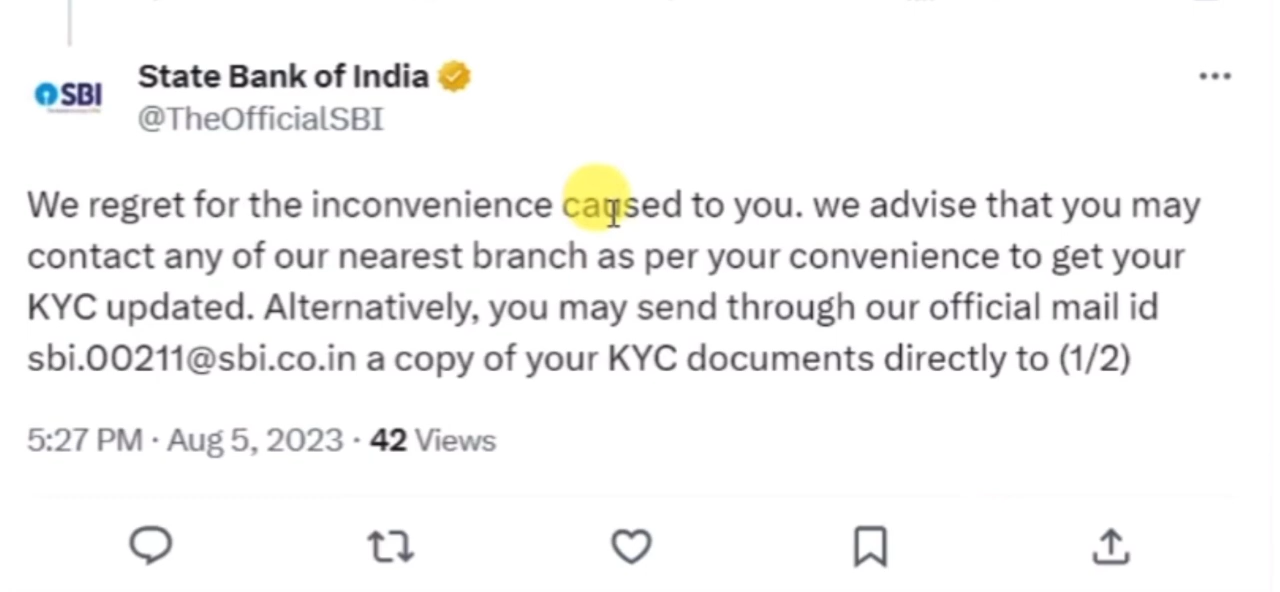 SBI
State Bank of India
@TheOfficialSBI
We regret for the inconvenience caused to you. we advise that you may
contact any of our nearest branch as per your convenience to get your
KYC updated. Alternatively, you may send through our official mail id
sbi.00211@sbi.co.in a copy of your KYC documents directly to (1/2)
5:27 PM · Aug 5, 2023 · 42 Views